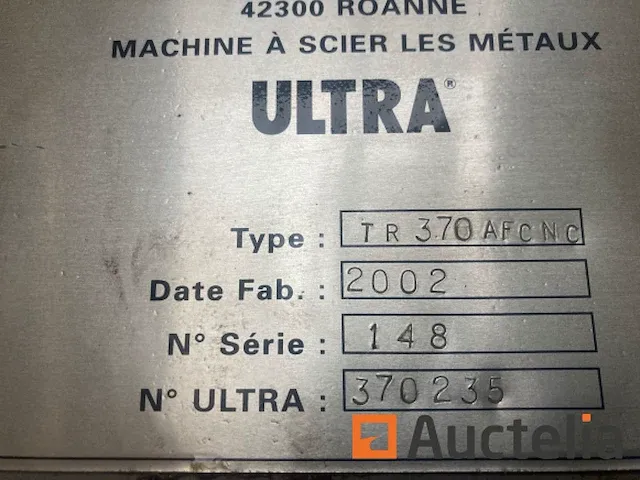 42300 ROANNE
MACHINE À SCIER LES MÉTAUX
ULTRA®
Type : TR 370 AFCNC
Date Fab. : 2002
N° Série : 148
N° ULTRA : 370235
Auctelia